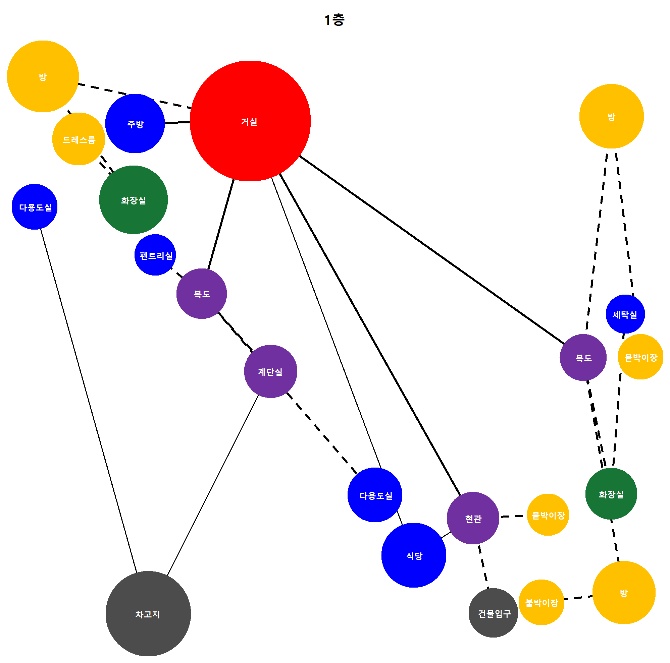 1층
방
거실
주방
방
드레스룸
화장실
다용도실
팬트리실
복도
세탁실
복도
붙박이장
계단실
다용도실
화장실
붙박이장
현관
식당
방
붙박이장
차고지
건물입구